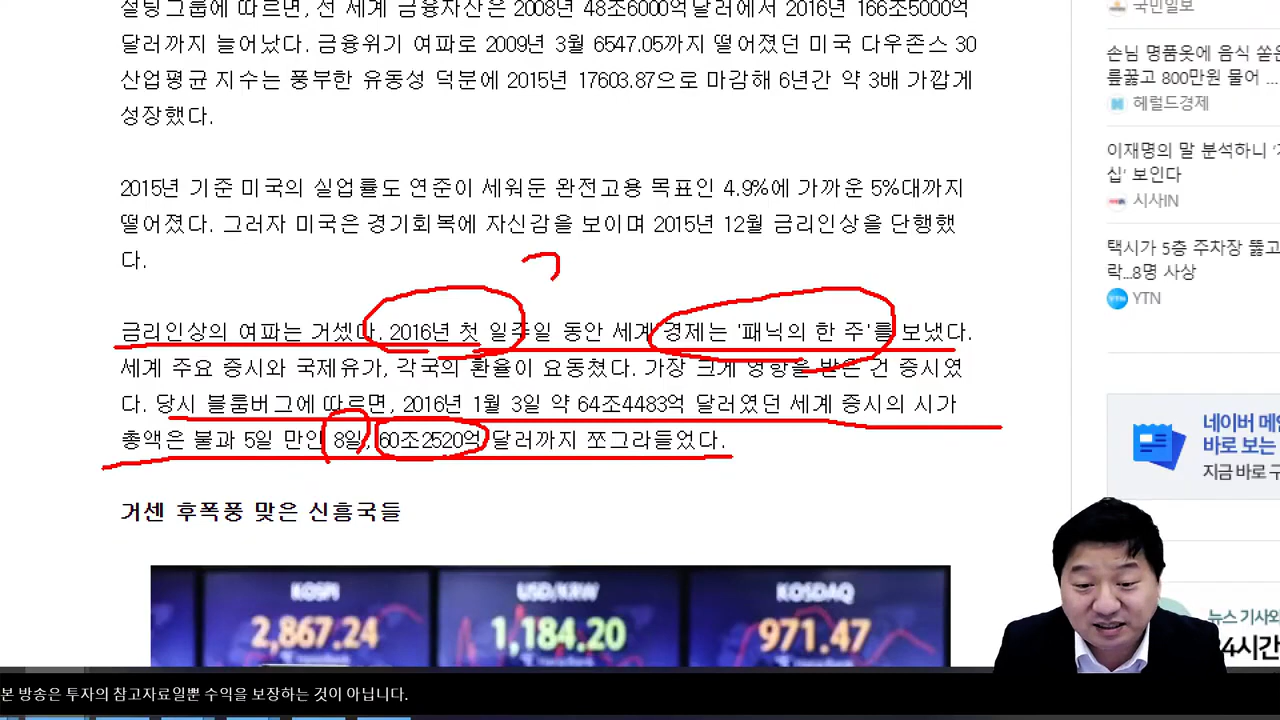 설팅그룹에 따르면, 전 세계 금융자산은 2008년 48조6000억달러에서 2016년 166조5000억
달러까지 늘어났다. 금융위기 여파로 2009년 3월 6547.05까지 떨어졌던 미국 다우존스 30
산업평균 지수는 풍부한 유동성 덕분에 2015년 17603.87으로 마감해 6년간 약 3배 가깝게
성장했다.
2015년 기준 미국의 실업률도 연준이 세워둔 완전고용 목표인 4.9%에 가까운 5%대까지
떨어졌다. 그러자 미국은 경기회복에 자신감을 보이며 2015년 12월 금리인상을 단행했
다.
금리인상의 여파는 거셌다. 2016년 첫 일주일 동안 세계 경제는 '패닉의 한 주'를 보냈다.
세계 주요 증시와 국제유가, 각국의 환율이 요동쳤다. 가장 크게 영향을 받은 건 증시였
다. 당시 블룸버그에 따르면, 2016년 1월 3일 약 64조4483억 달러였던 세계 증시의 시가
총액은 불과 5일 만인 8일, 60조2520억 달러까지 쪼그라들었다.
거센 후폭풍 맞은 신흥국들
KOSPI
2,867.24
USD/KRW
1,184.20
KOSDAQ
971.47
국민일보
손님 명품옷에 음식 쏟은
릎꿇고 800만원 물어 ...
헤럴드경제
이재명의 말 분석하니
십' 보인다
시사IN
택시가 5층 주차장 뚫고
락...8명 사상
YTN
YTN
네이버 메인
바로 보는
지금 바로 구
뉴스 기사와
4시간
본 방송은 투자의 참고자료일뿐 수익을 보장하는 것이 아닙니다.